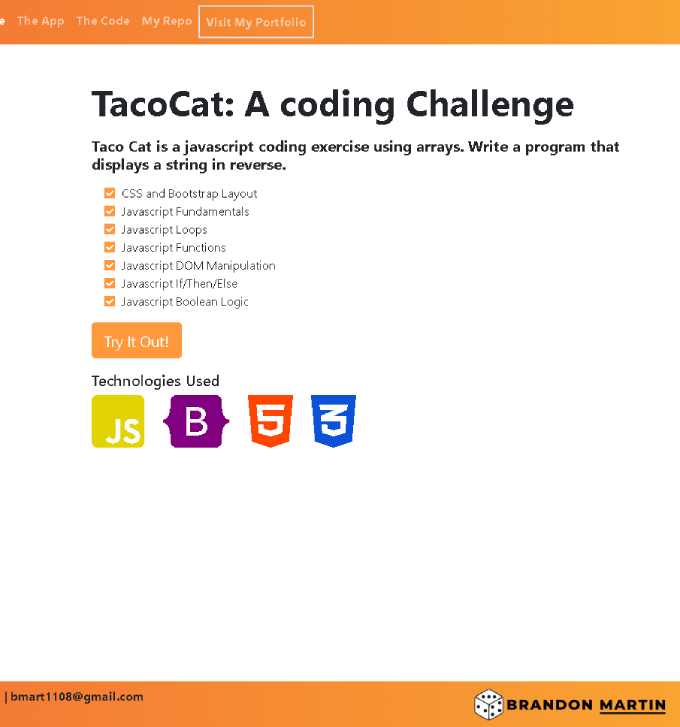 The App The Code My Repo Visit My Portfolio
TacoCat: A coding Challenge
Taco Cat is a javascript coding exercise using arrays. Write a program that
displays a string in reverse.
CSS and Bootstrap Layout
Javascript Fundamentals
Javascript Loops
Javascript Functions
Javascript DOM Manipulation
Javascript If/Then/Else
Javascript Boolean Logic
Try It Out!
Technologies Used
JS B 5 3
| bmart1108@gmail.com
BRANDON MARTIN